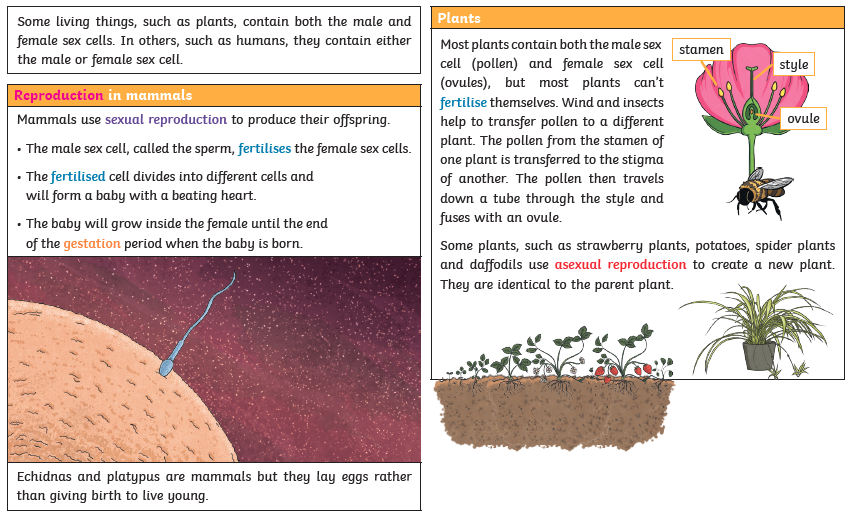 Some living things, such as plants, contain both the male and
female sex cells. In others, such as humans, they contain either
the male or female sex cell.
Reproduction in mammals
Mammals use sexual reproduction to produce their offspring.
• The male sex cell, called the sperm, fertilises the female sex cells.
• The fertilised cell divides into different cells and
will form a baby with a beating heart.
• The baby will grow inside the female until the end
of the gestation period when the baby is born.
Echidnas and platypus are mammals but they lay eggs rather
than giving birth to live young.
Plants
Most plants contain both the male sex
cell (pollen) and female sex cell
(ovules), but most plants can't
fertilise themselves. Wind and insects
help to transfer pollen to a different
plant. The pollen from the stamen of
one plant is transferred to the stigma
of another. The pollen then travels
down a tube through the style and
fuses with an ovule.
stamen
style
ovule
Some plants, such as strawberry plants, potatoes, spider plants
and daffodils use asexual reproduction to create a new plant.
They are identical to the parent plant.